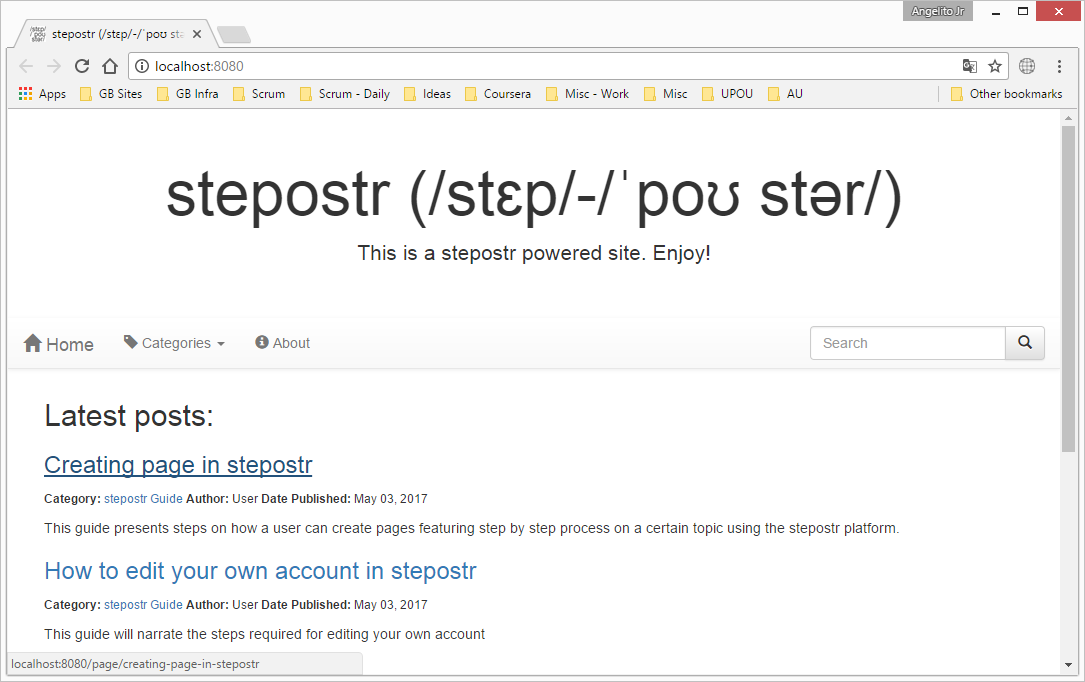 Angelito Jr
stepostr (/stɛp/-/ˈpoʊ stə
localhost:8080
Apps GB Sites GB Infra Scrum Scrum - Daily Ideas Coursera Misc - Work Misc UPOU AU Other bookmarks
stepostr (/stɛp/-/ˈpoʊ stər/)
This is a stepostr powered site. Enjoy!
Home Categories About Search
Latest posts:
Creating page in stepostr
Category: stepostr Guide Author: User Date Published: May 03, 2017
This guide presents steps on how a user can create pages featuring step by step process on a certain topic using the stepostr platform.
How to edit your own account in stepostr
Category: stepostr Guide Author: User Date Published: May 03, 2017
This guide will narrate the steps required for editing your own account
localhost:8080/page/creating-page-in-stepostr